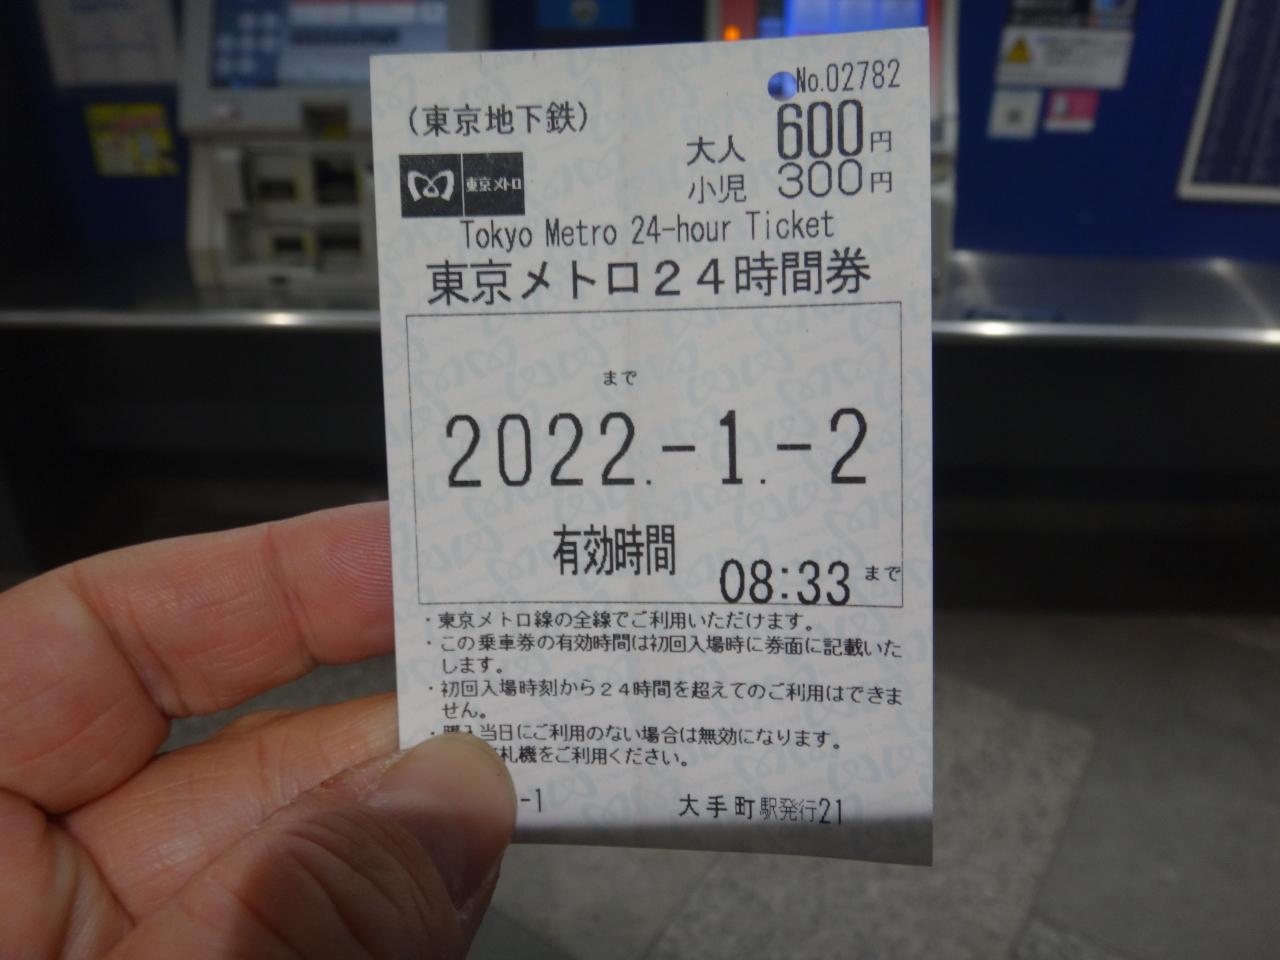 No.02782
(東京地下鉄)
大人 600円
東京メトロ
小児 300円
Tokyo Metro 24-hour Ticket
東京メトロ24時間券
まで
2022.-1.-2
有効時間
08:33まで
・東京メトロ線の全線でご利用いただけます。
・この乗車券の有効時間は初回入場時に券面に記載いた
します。
・初回入場時刻から24時間を超えてのご利用はできま
せん。
・購入当日にご利用のない場合は無効になります。
札機をご利用ください。
-1
大手町駅発行21